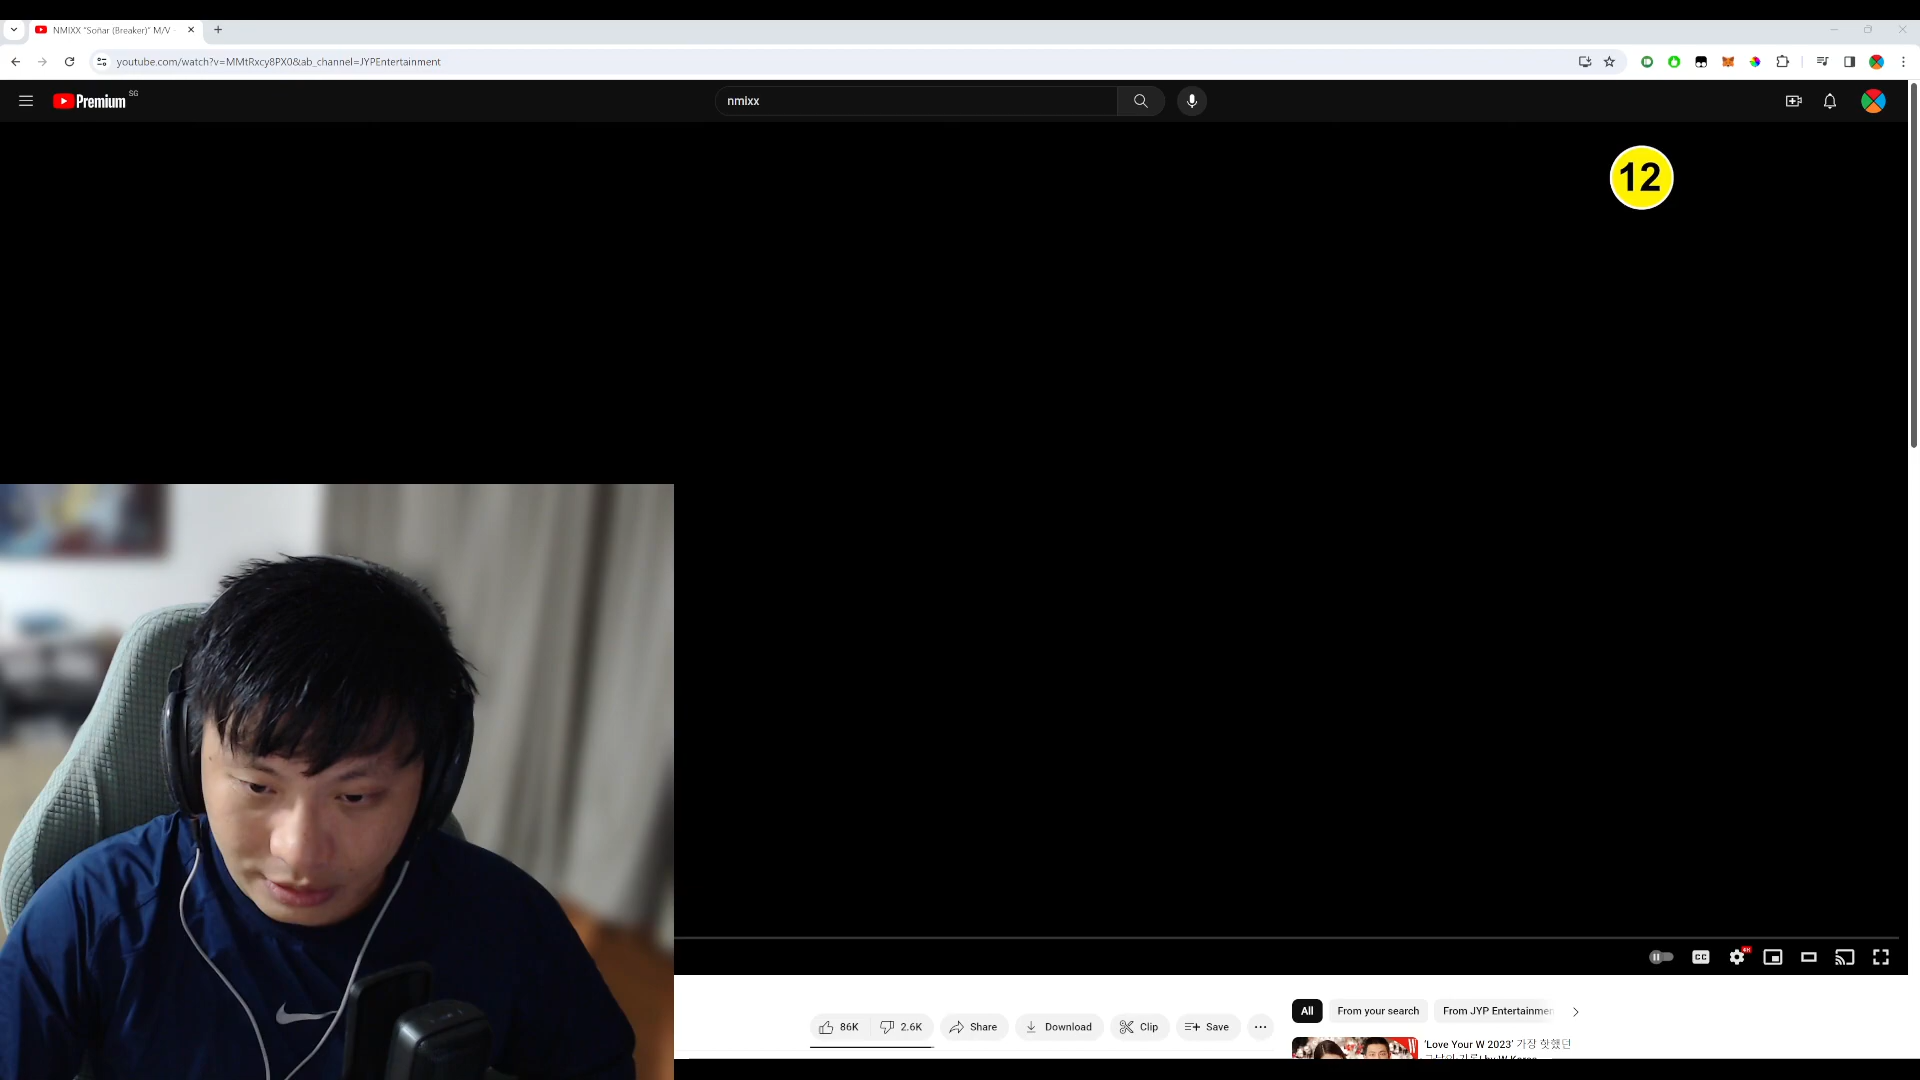 NMIXX "Soñar (Breaker)" M/V
youtube.com/watch?v=MMtRxcy8PX0&ab_channel=JYPEntertainment
Premium SG
nmixx
12
CC
86K
2.6K
Share
Download
Clip
Save
All
From your search
From JYP Entertainmen
'Love Your W 2023' 가장 핫했던